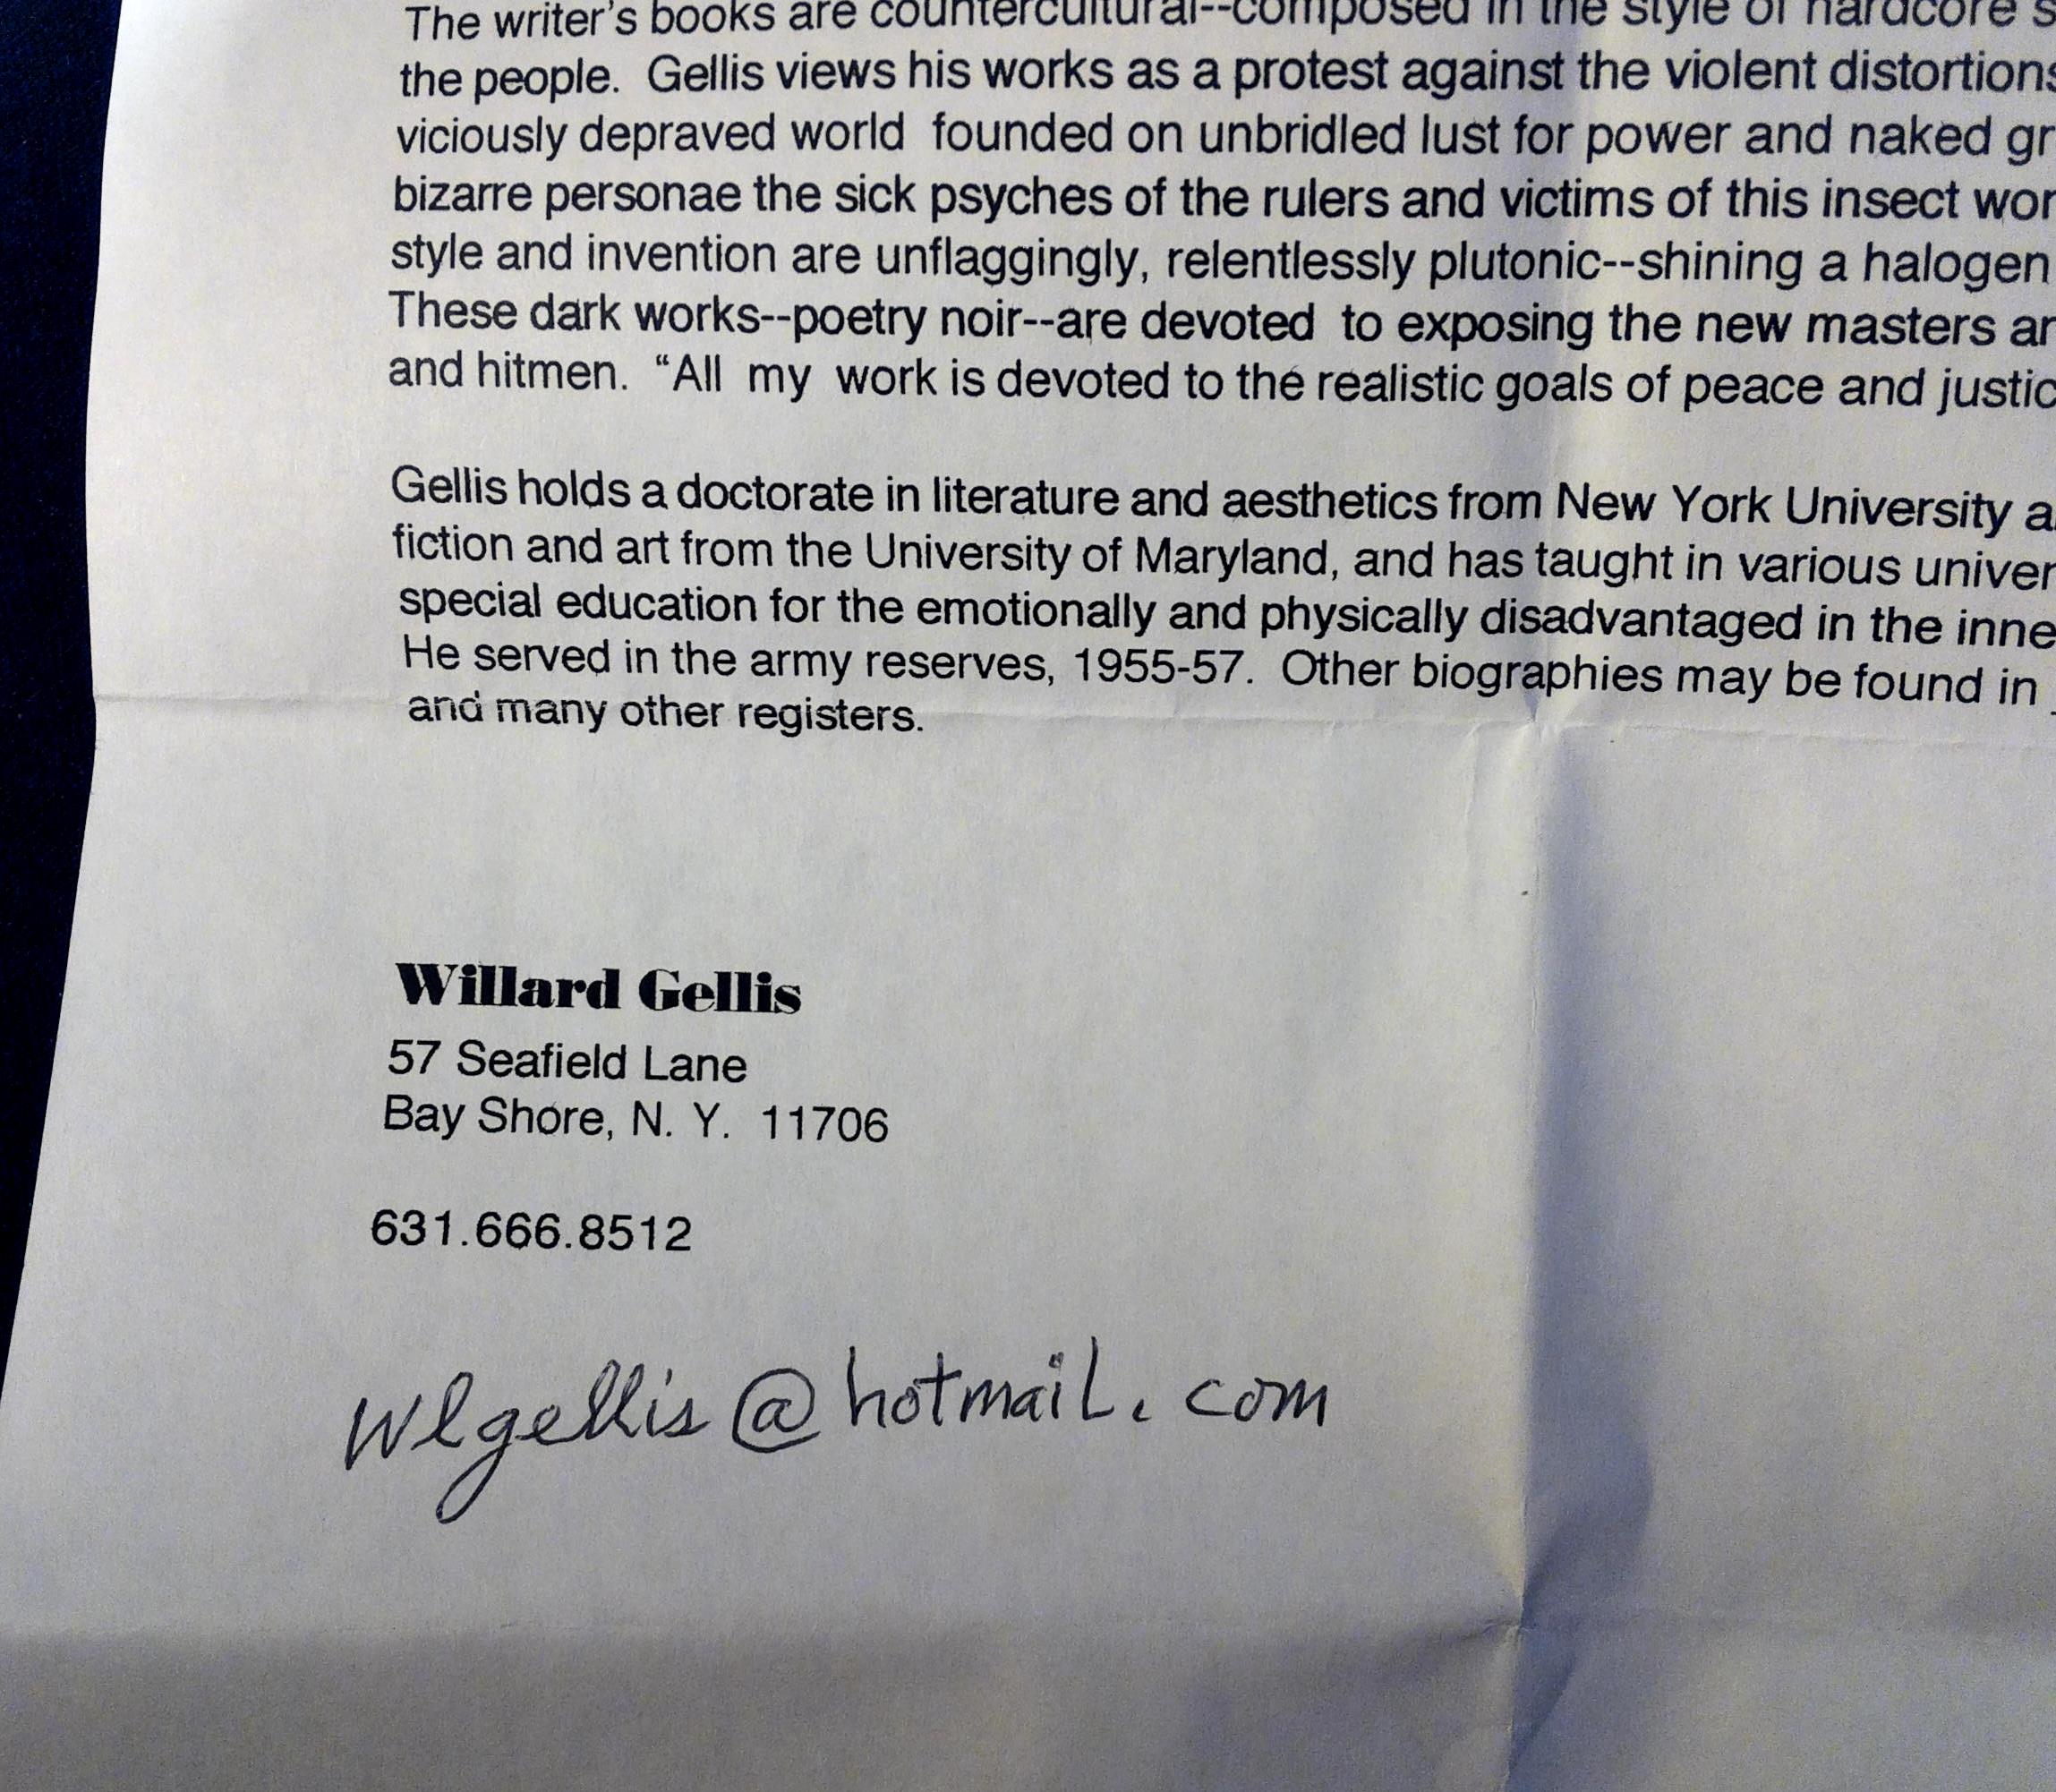 The writer's books are countercultural--composed in the style of hardcore
the people. Gellis views his works as a protest against the violent distortions
viciously depraved world founded on unbridled lust for power and naked
bizarre personae the sick psyches of the rulers and victims of this insect
style and invention are unflaggingly, relentlessly plutonic--shining a halogen
These dark works--poetry noir--are devoted to exposing the new masters
and hitmen. “All my work is devoted to the realistic goals of peace and
Gellis holds a doctorate in literature and aesthetics from New York University
fiction and art from the University of Maryland, and has taught in various
special education for the emotionally and physically disadvantaged in the
He served in the army reserves, 1955-57. Other biographies may be found in
and many other registers.
Willard Gellis
57 Seafield Lane
Bay Shore, N. Y. 11706
631.666.8512
wlgellis@hotmail.com